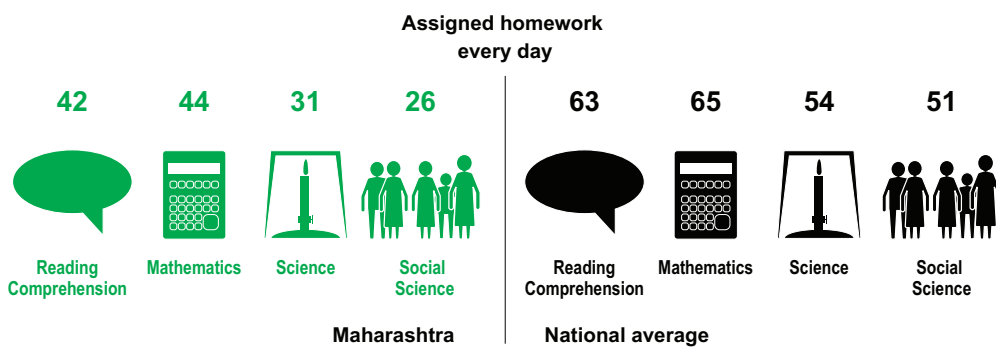 Assigned homework
every day
42 44 31 26 63 65 54 51
Reading
Comprehension
Mathematics
Science
Social
Science
Reading
Comprehension
Mathematics
Science
Social
Science
Maharashtra
National average